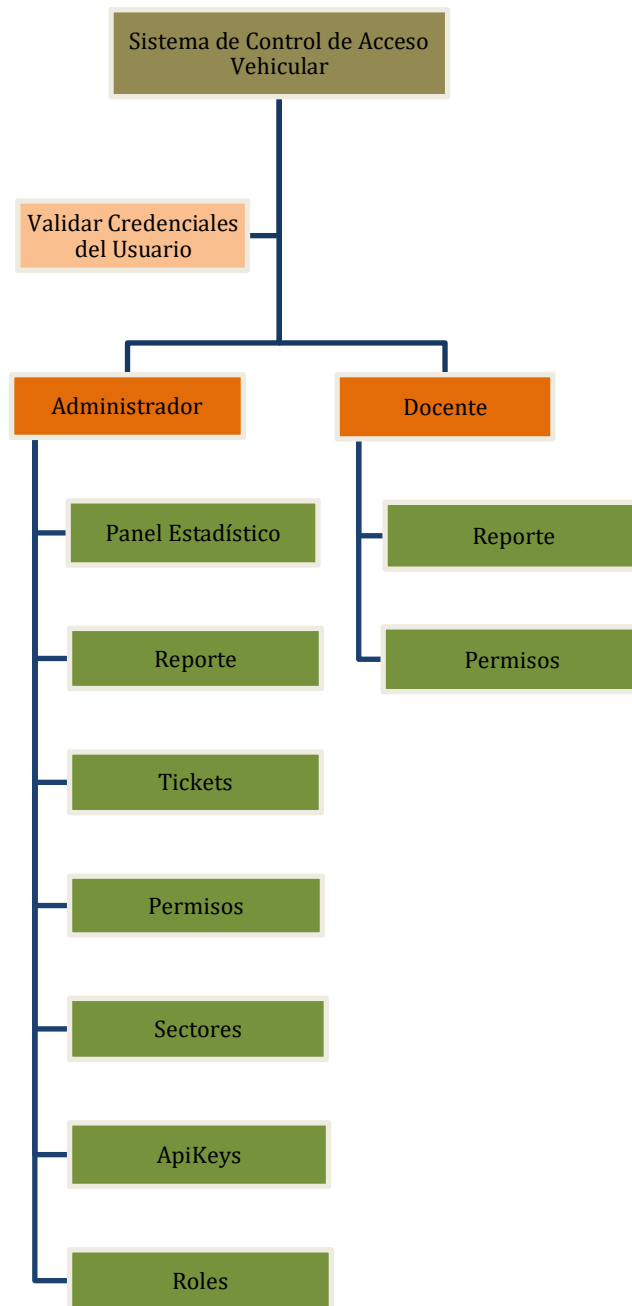 Sistema de Control de Acceso
Vehicular
Validar Credenciales
del Usuario
Administrador
Docente
Panel Estadístico
Reporte
Reporte
Permisos
Tickets
Permisos
Sectores
ApiKeys
Roles